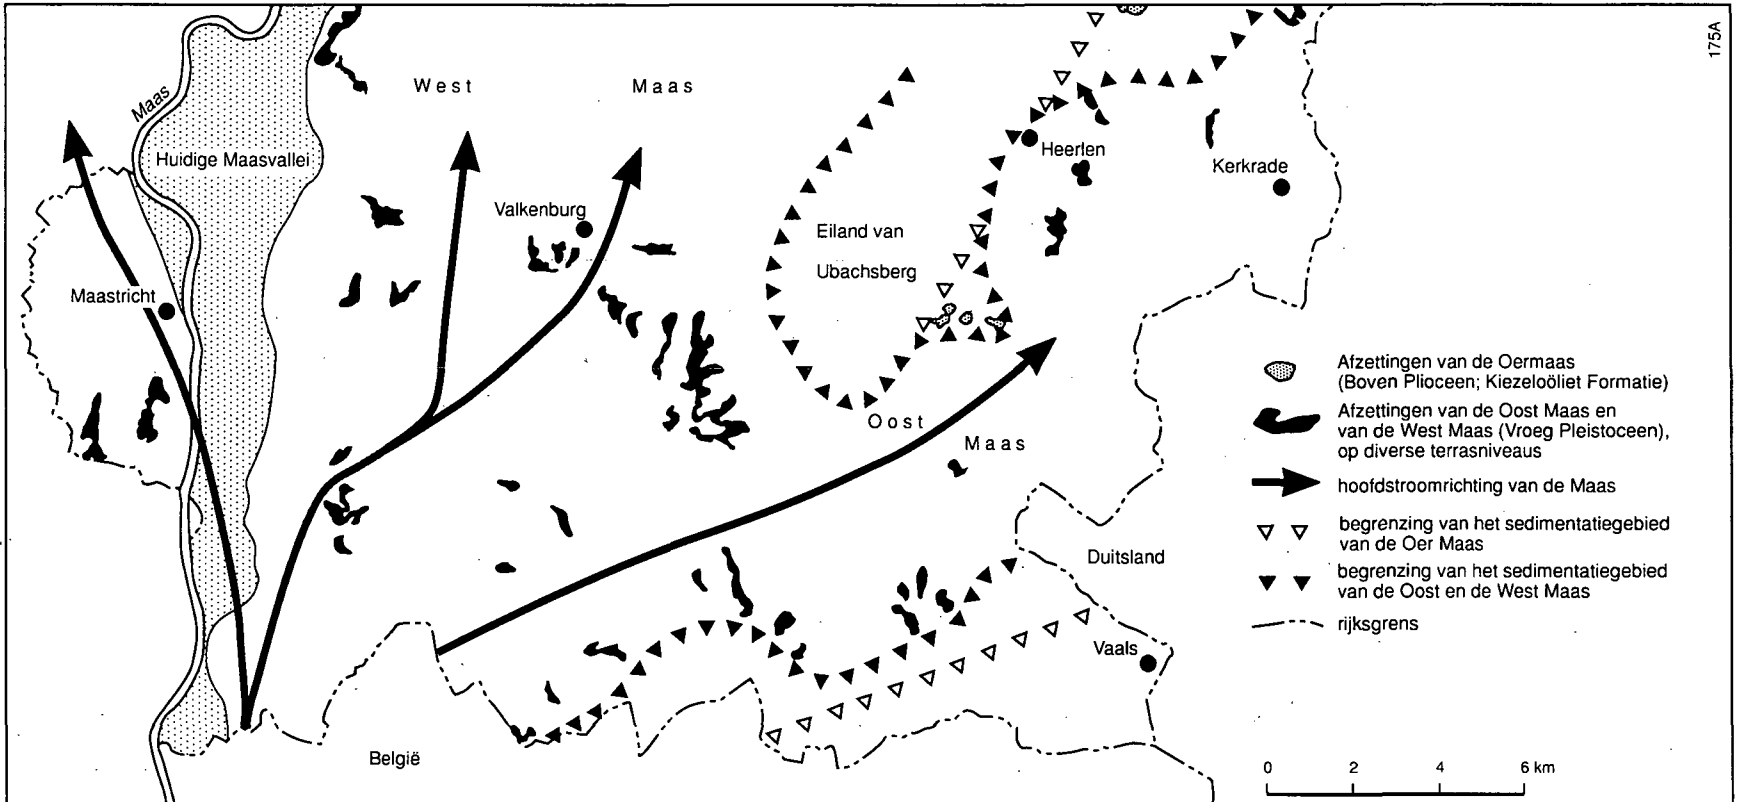 175A
West Maas
Maas
Huidige Maasvallei
Heerlen
Kerkrade
Valkenburg
Eiland van
Ubachsberg
Maastricht
Oost
Maas
Duitsland
Vaals
België
Afzettingen van de Oermaas
(Boven Plioceen; Kiezeloöliet Formatie)
Afzettingen van de Oost Maas en
van de West Maas (Vroeg Pleistoceen),
op diverse terrasniveaus
hoofdstroomrichting van de Maas
begrenzing van het sedimentatiegebied
van de Oer Maas
begrenzing van het sedimentatiegebied
van de Oost en de West Maas
rijksgrens
0 2 4 6 km